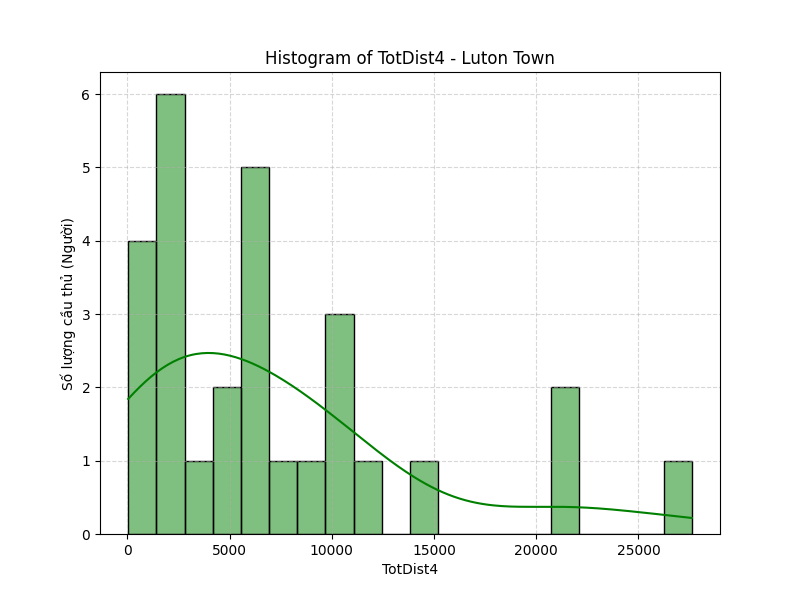 Histogram of TotDist4 - Luton Town
Số lượng cầu thủ (Người)
6
5
4
3
2
1
0
0 5000 10000 15000 20000 25000
TotDist4